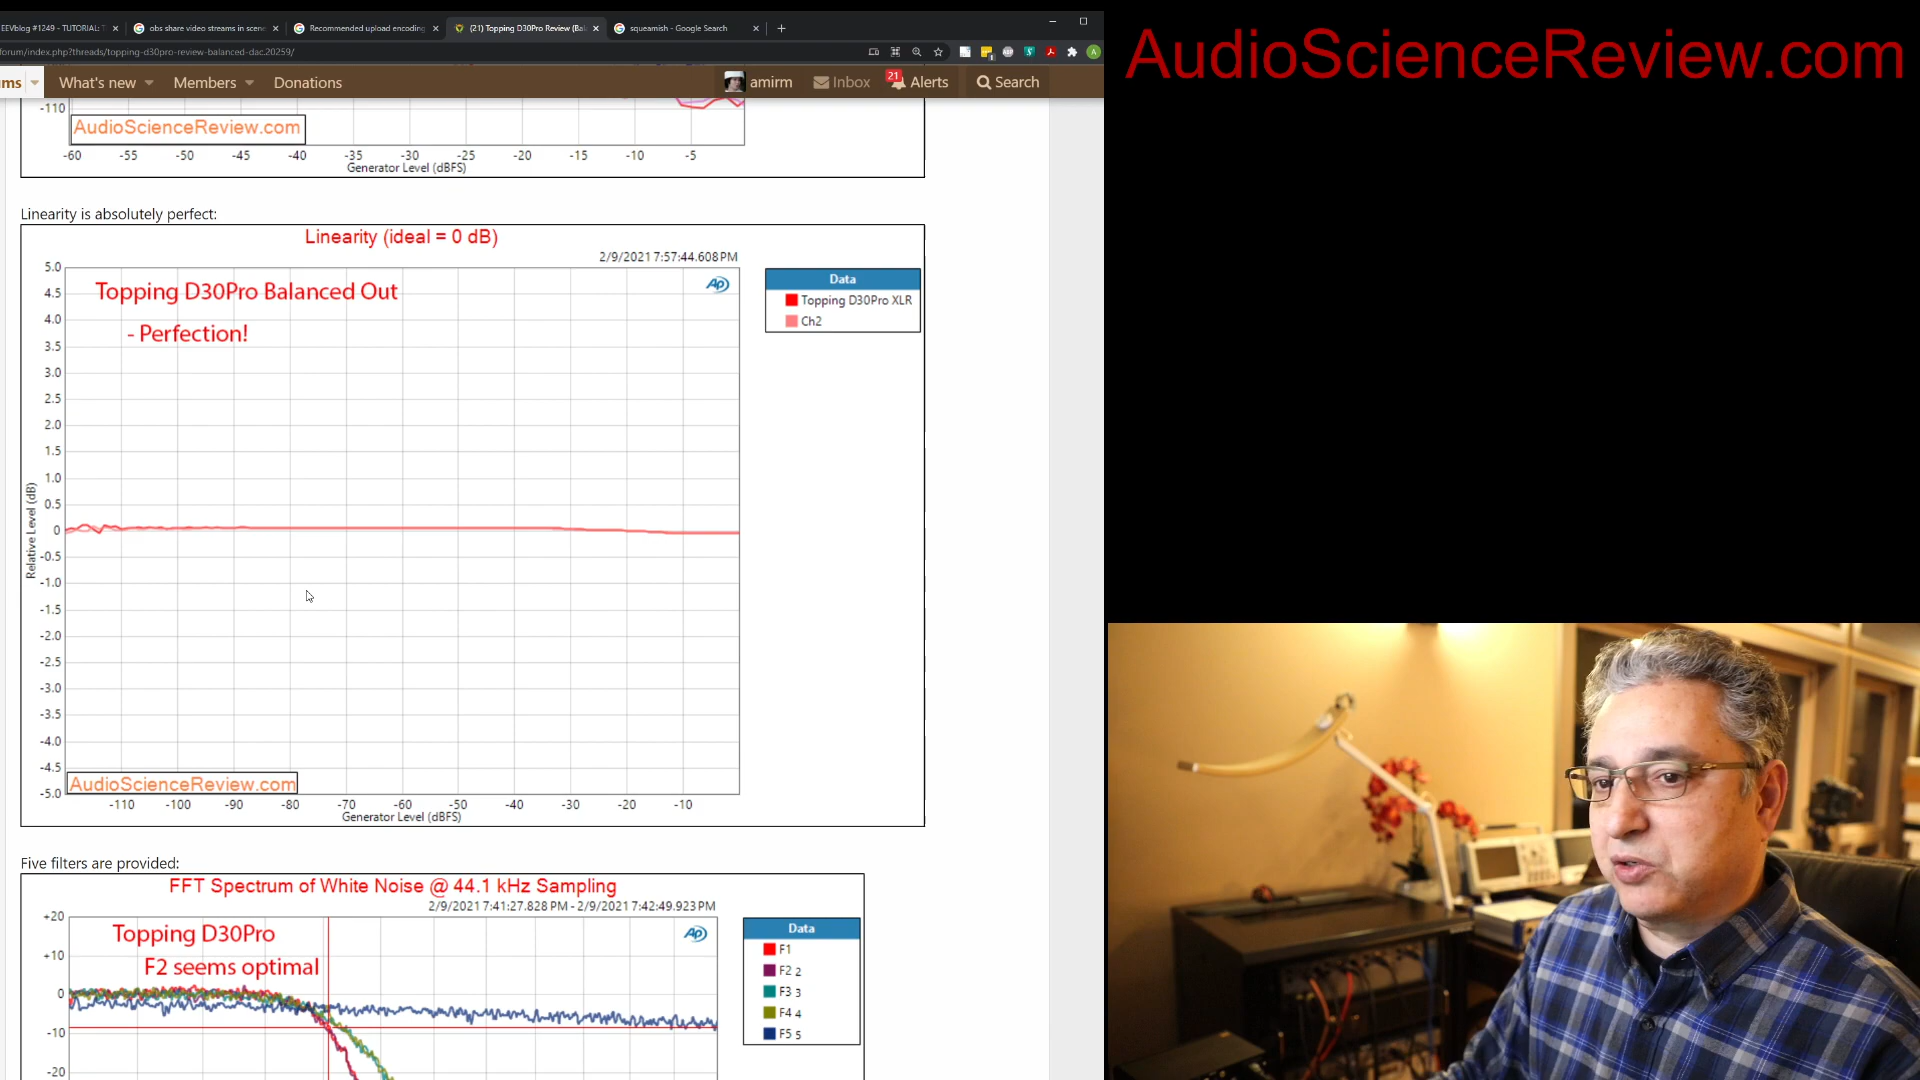 EEVblog #1249 - TUTORIAL: T
obs share video streams in scene
Recommended upload encoding
(21) Topping D30Pro Review (Bal
squeamish - Google Search
forum/index.php?threads/topping-d30pro-review-balanced-dac.20259/
ms
What's new
Members
Donations
amirm
Inbox
21
Alerts
Search
AudioScienceReview.com
-110
AudioScienceReview.com
-60 -55 -50 -45 -40 -35 -30 -25 -20 -15 -10 -5
Generator Level (dBFS)
Linearity is absolutely perfect:
Linearity (ideal = 0 dB)
2/9/2021 7:57:44.608 PM
Topping D30Pro Balanced Out
- Perfection!
AP
Data
Topping D30Pro XLR
Ch2
5.0
4.5
4.0
3.5
3.0
2.5
2.0
1.5
1.0
0.5
0
-0.5
-1.0
-1.5
-2.0
-2.5
-3.0
-3.5
-4.0
-4.5
-5.0
Relative Level (dB)
AudioScienceReview.com
-110 -100 -90 -80 -70 -60 -50 -40 -30 -20 -10
Generator Level (dBFS)
Five filters are provided:
FFT Spectrum of White Noise @ 44.1 kHz Sampling
2/9/2021 7:41:27.828 PM - 2/9/2021 7:42:49.923 PM
Topping D30Pro
F2 seems optimal
AP
Data
F1
F2 2
F3 3
F4 4
F5 5
+20
+10
0
-10
-20